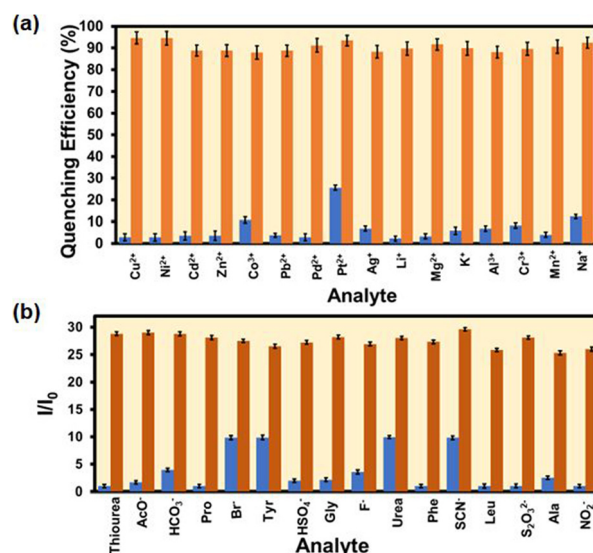 (a)
Quenching Efficiency (%)
100
90
80
70
60
50
40
30
20
10
0
Cu²⁺ Ni²⁺ Cd²⁺ Zn²⁺ Co³⁺ Pb²⁺ Pd²⁺ Pt²⁺ Ag⁺ Li⁺ Mg²⁺ K⁺ Al³⁺ Cr³⁺ Mn²⁺ Na⁺
Analyte
(b)
I/I₀
30
25
20
15
10
5
0
Thiourea AcO⁻ HCO₃⁻ Pro Br⁻ Tyr HSO₄⁻ Gly F⁻ Urea Phe SCN⁻ Leu S₂O₃²⁻ Ala NO₂⁻
Analyte